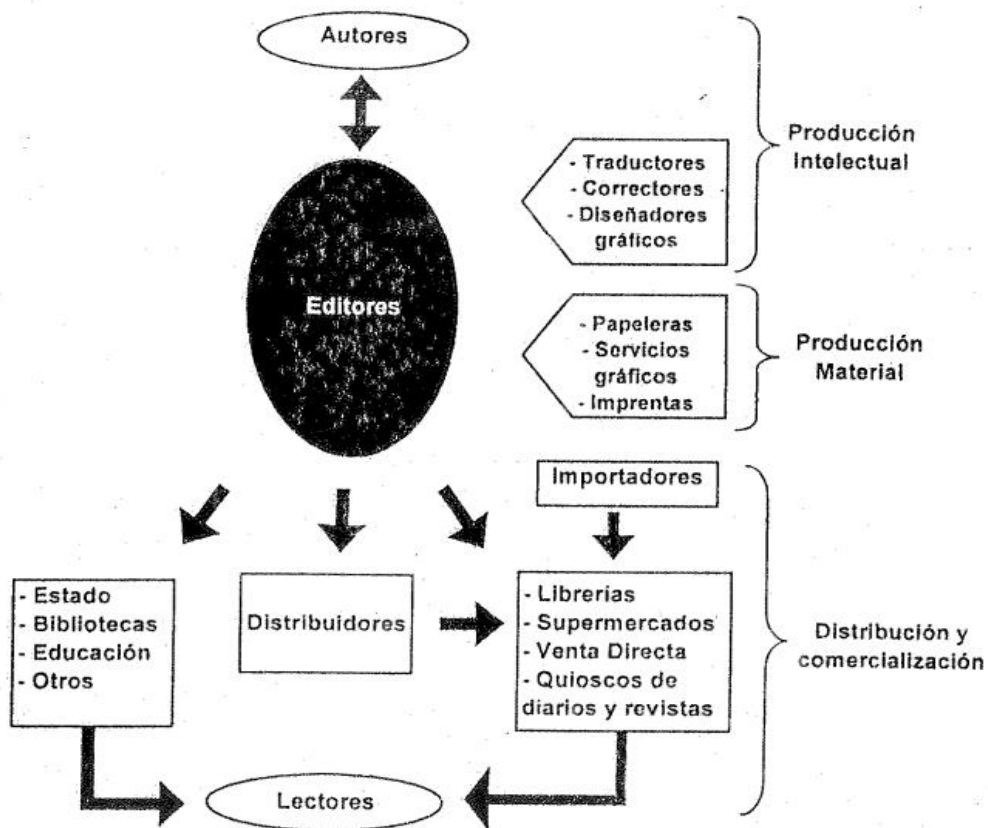 Autores
Producción
Intelectual
- Traductores
- Correctores
- Diseñadores
gráficos
Editores
- Papeleras
- Servicios
gráficos
- Imprentas
Producción
Material
Importadores
- Estado
- Bibliotecas
- Educación
- Otros
Distribuidores
- Librerías
- Supermercados
- Venta Directa
- Quioscos de
diarios y revistas
Distribución y
comercialización
Lectores